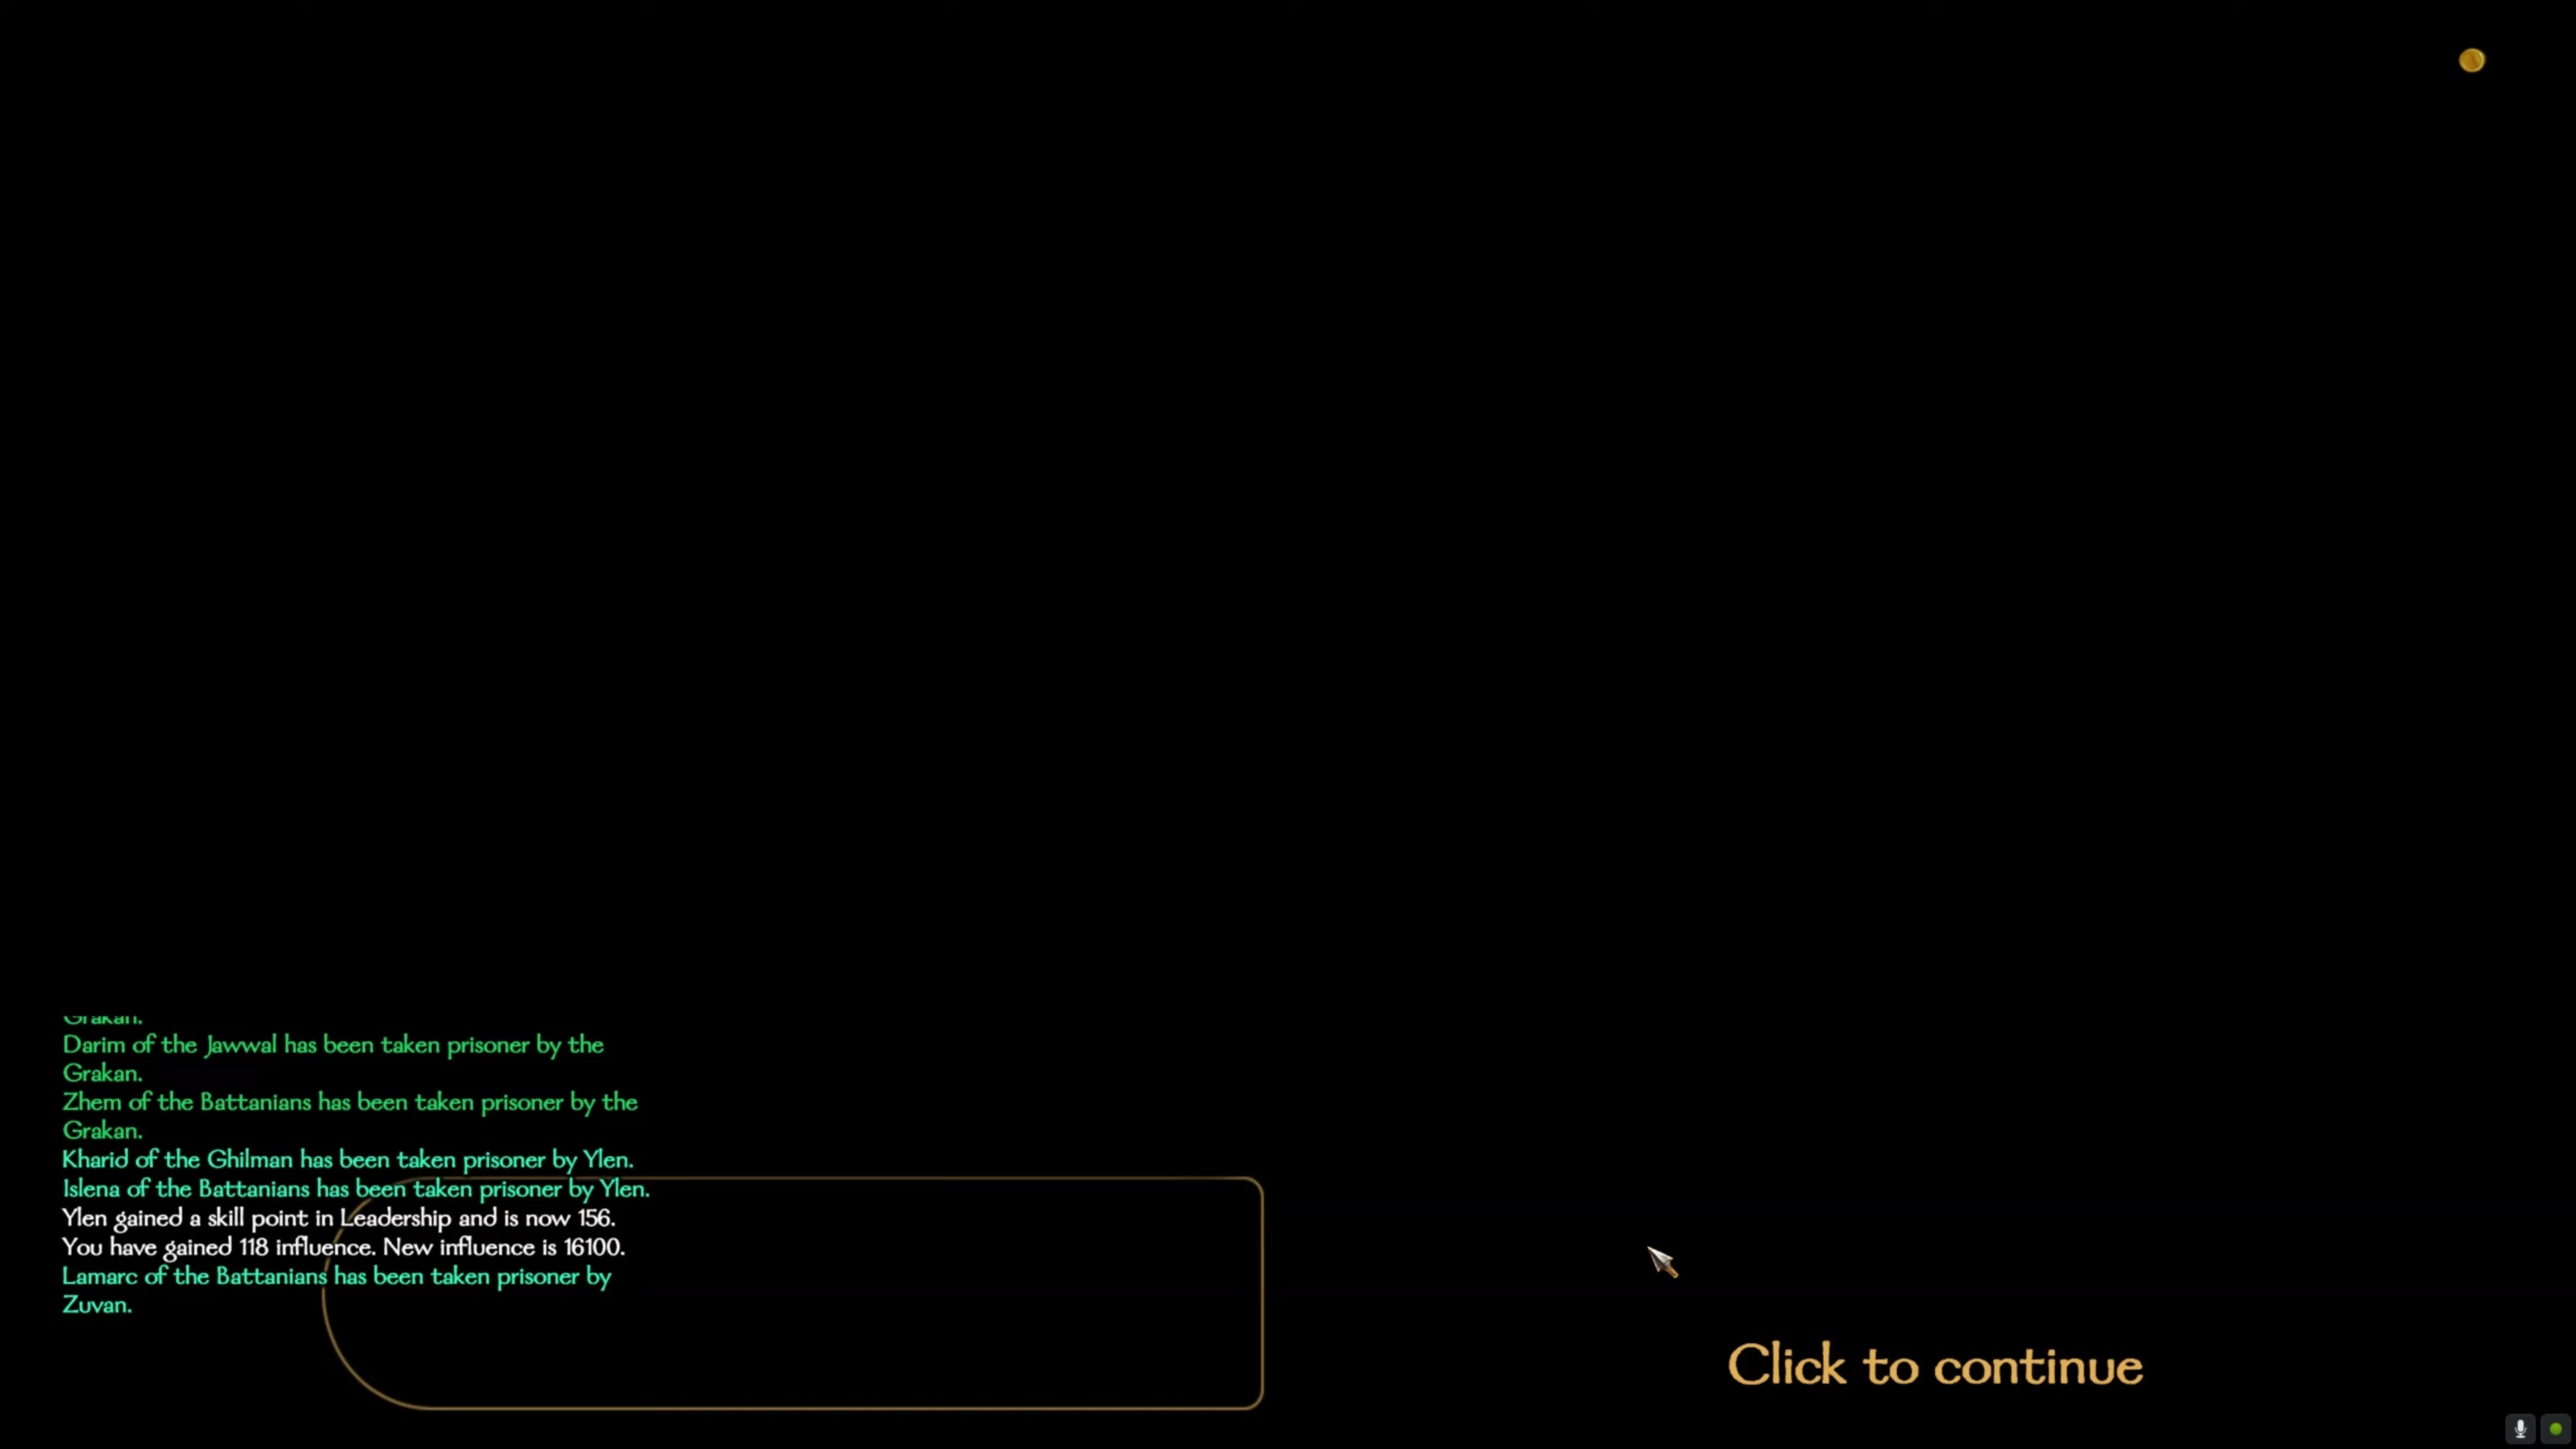 Grakan.
Darim of the Jawwal has been taken prisoner by the
Grakan.
Zhem of the Battanians has been taken prisoner by the
Grakan.
Kharid of the Ghilman has been taken prisoner by Ylen.
Islena of the Battanians has been taken prisoner by Ylen.
Ylen gained a skill point in Leadership and is now 156.
You have gained 118 influence. New influence is 16100.
Lamarc of the Battanians has been taken prisoner by
Zuvan.
Click to continue